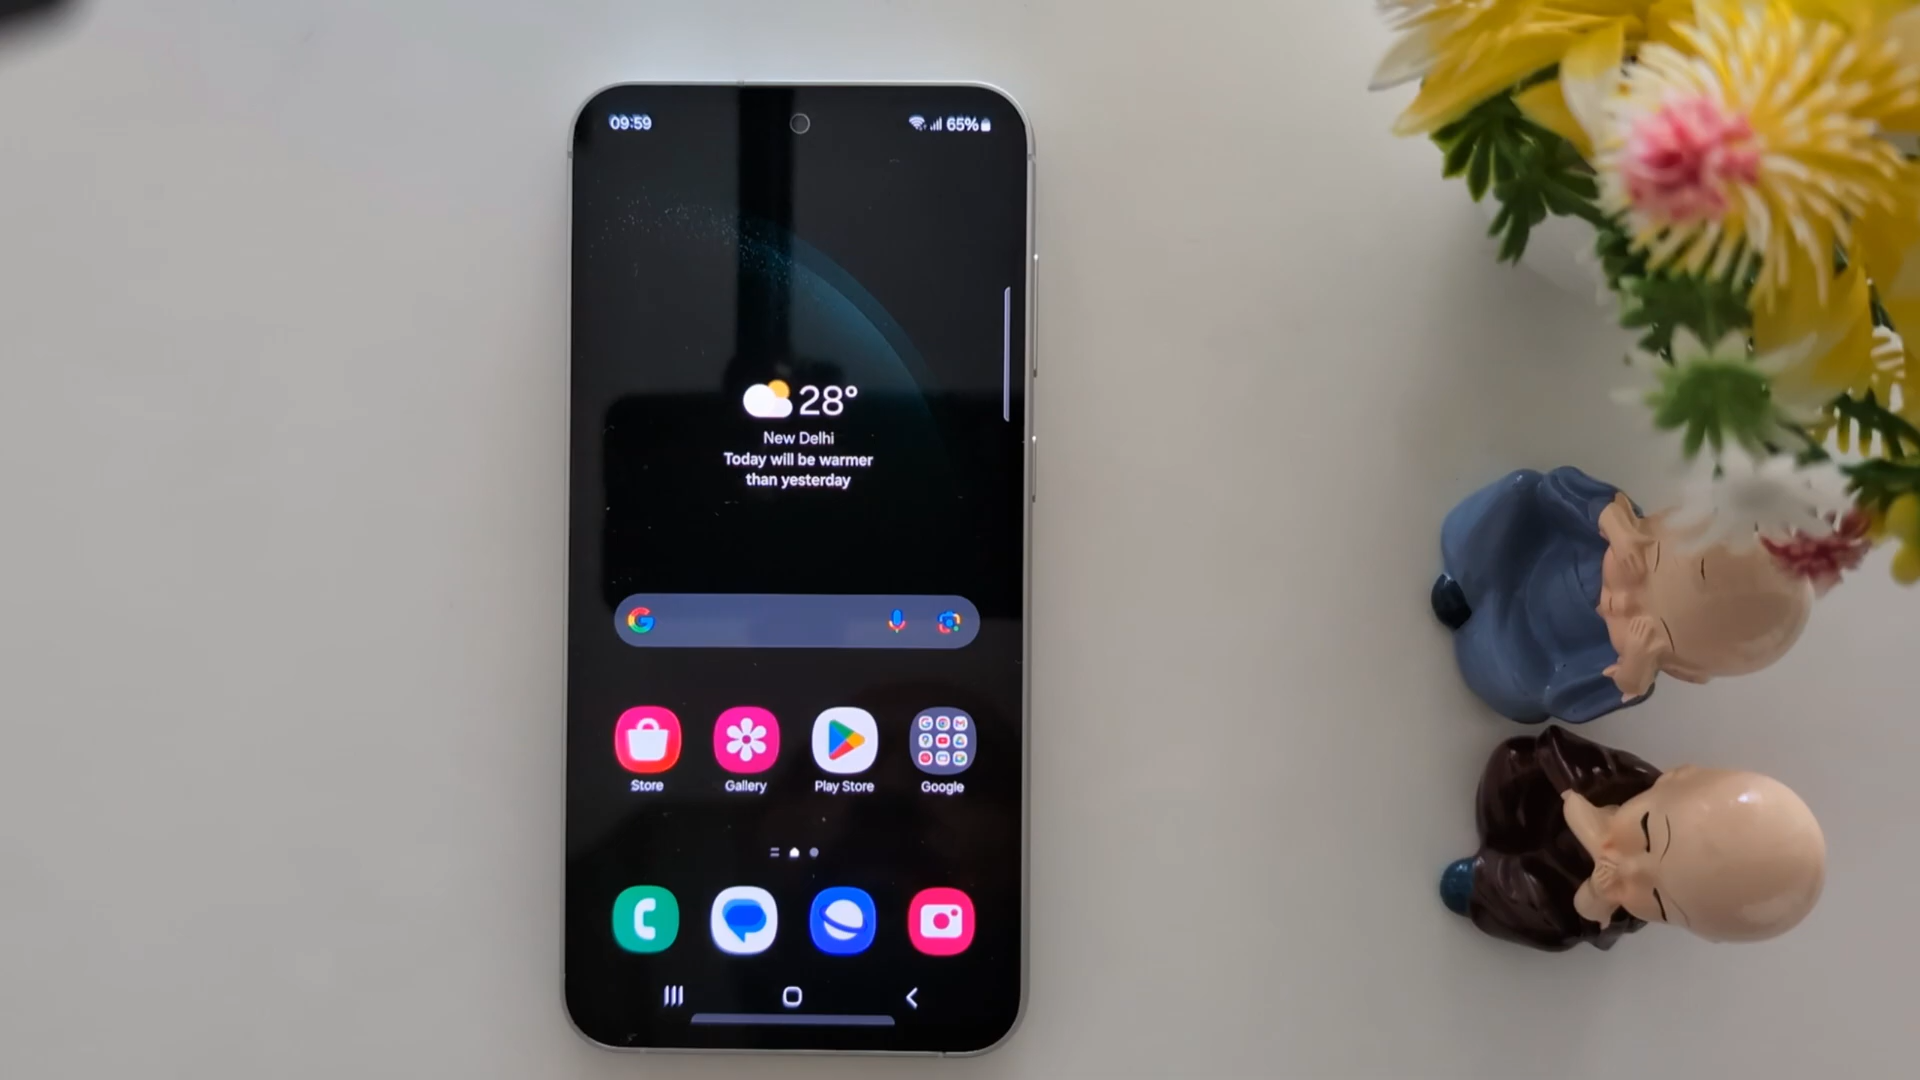 09:59
65%
28°
New Delhi
Today will be warmer
than yesterday
Store
Gallery
Play Store
Google